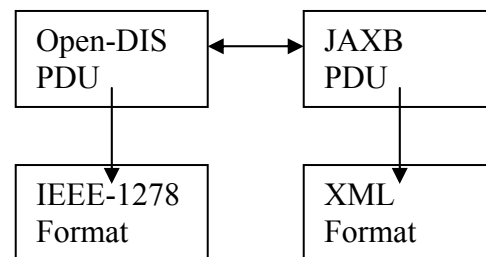 Open-DIS
PDU
JAXB
PDU
IEEE-1278
Format
XML
Format